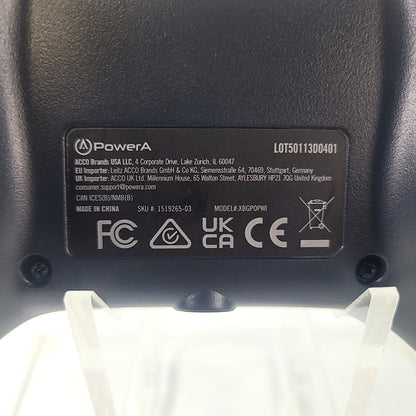 PowerA
LOT50113D0401
ACCO Brands USA LLC, 4 Corporate Drive, Lake Zurich, IL 60047
EU Importer: Leitz ACCO Brands GmbH & Co KG, Siemensstraße 64, 70469, Stuttgart, Germany
UK Importer: ACCO UK Ltd. Millennium House, 65 Walton Street, AYLESBURY HP21 7QG United Kingdom
consumer.support@powera.com
CAN ICES(B)/NMB(B)
MADE IN CHINA SKU #: 1519265-03 MODEL#:XBGPOPWI
FC UK CA CE